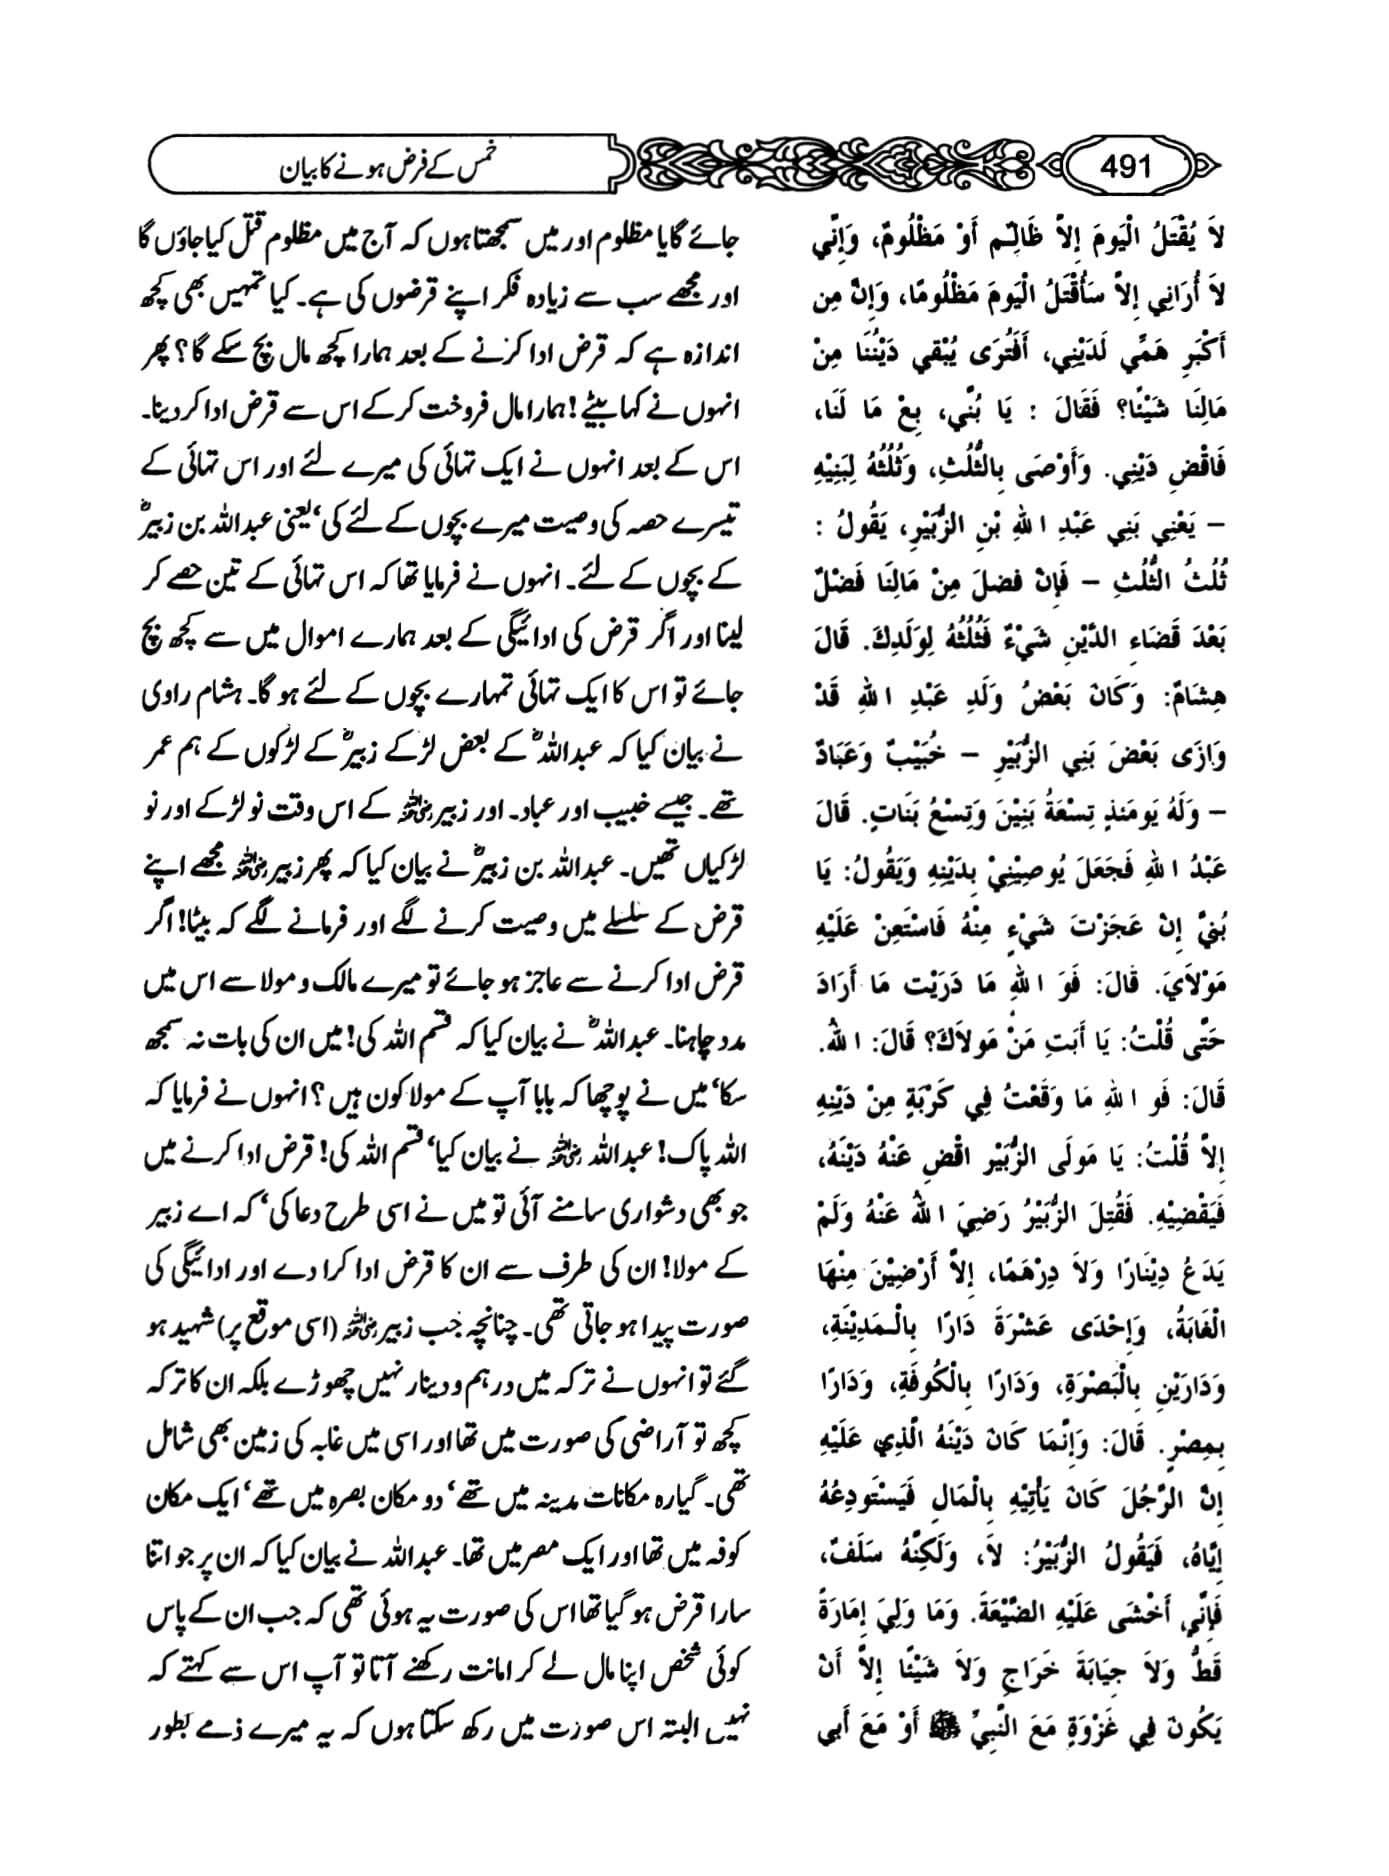 491
خمس کے فرض ہونے کا بیان
لاَ يُقْتَلُ الْيَومَ إِلاَّ ظَالِـم أَوْ مَظْلُومٌ، وَإِنِّي
لاَ أُرَانِي إِلاَّ سَأُقْتَلُ الْيَومَ مَظْلُومًا، وَإِنَّ مِن
أَكْبَرِ هَمِّي لَدَيْنِي، أَفَتُرَى يُبْقِي دَيْنُنَا مِنْ
مَالِنَا شَيْئًا؟ فَقَالَ : يَا بُنَّي، بِعْ مَا لَنَا،
فَاقْضِ دَيْنِي. وَأَوْصَى بِالثُّلُثِ، وَثُلُثُهُ لِبَنِيْهِ
– يَعْنِي بَنِي عَبْدِ ا للهِ بْنِ الزُّبَيْرِ، يَقُولُ :
ثُلُثُ الثُّلُثِ – فَإِنْ فضلَ مِنْ مَالِنَا فَضْلٌ
بَعْدَ قَضَاءِ الدَّيْنِ شَيْءٌ فَثُلُثُهُ لِوَلَدِكَ. قَالَ
هِشَامٌ: وَكَانَ بَعْضُ وَلَدِ عَبْدِ ا للهِ قَدْ
وَازَى بَعْضَ بَنِي الزُّبَيْرِ – خُبَيْبٌ وَعَبَادٌ
– وَلَهُ يَومَئذٍ تِسْعَةُ بَنِيْنَ وَتِسْعُ بَنَاتٍ. قَالَ
عَبْدُ ا للهِ فَجَعَلَ يُوصِيْنِيْ بِدَيْنِهِ وَيَقُولُ: يَا
بُنيَّ إِنْ عَجَزْتَ شَيْءٍ مِنْهُ فَاسْتَعِنْ عَلَيْهِ
مَوْلاَيَ. قَالَ: فَوَ ا للهِ مَا دَرَيْت مَا أَرَادَ
حَتَّى قُلْتُ: يَا أَبَتِ مَنْ مَولاَكَ؟ قَالَ: ا للهُ.
قَالَ: فَو ا للهِ مَا وَقَعْتُ فِي كَرْبَةٍ مِنْ دَيْنِهِ
إِلاَّ قُلْتُ: يَا مَولَى الزُّبَيْر اقْضِ عَنْهُ دَيْنَهُ،
فَيَقْضِيْهِ. فَقُتِلَ الزُّبَيْرُ رَضِيَ ا للهُ عَنْهُ وَلَمْ
يَدَعْ دِيْنَارًا وَلاَ دِرْهَمًا، إِلاَّ أَرْضِيْنَ مِنْهَا
الْغَابَةُ، وَإِحْدَى عَشْرَةَ دَارًا بِالْـمَدِيْنَةِ،
وَدَارَيْنِ بِالْبَصْرَةِ، وَدَارًا بِالْكُوفَةِ، وَدَارًا
بِمِصْرٍ. قَالَ: وَإِنَّمَا كَانَ دَيْنَهُ الَّذِي عَلَيْهِ
إِنَّ الرَّجُلَ كَانَ يَأْتِيْهِ بِالْمَالِ فَيَسْتَودِعُهُ
إِيَّاهُ، فَيَقُولُ الزُّبَيْرُ: لاَ، وَلَكِنَّهُ سَلَفٌ،
فَإِنِّي أَخْشَى عَلَيْهِ الضَّيْعَةَ. وَمَا وَلِيَ إِمَارَةً
قَطُّ وَلاَ جِبَايَةَ خَرَاجٍ وَلاَ شَيْئًا إِلاَّ أَنْ
يَكُونَ فِي غَزْوَةٍ مَعَ النَّبِيِّ ﷺ أَوْ مَعَ أَبِي
جائے گا یا مظلوم اور میں سمجھتا ہوں کہ آج میں مظلوم قتل کیا جاؤں گا
اور مجھے سب سے زیادہ فکر اپنے قرضوں کی ہے۔ کیا تمہیں بھی کچھ
اندازہ ہے کہ قرض ادا کرنے کے بعد ہمارا کچھ مال بچ سکے گا؟ پھر
انہوں نے کہا بیٹے! ہمارا مال فروخت کر کے اس سے قرض ادا کر دینا۔
اس کے بعد انہوں نے ایک تہائی کی میرے لئے اور اس تہائی کے
تیسرے حصہ کی وصیت میرے بچوں کے لئے کی‘ یعنی عبداللہ بن زبیرؓ
کے بچوں کے لئے۔ انہوں نے فرمایا تھا کہ اس تہائی کے تین حصے کر
لینا اور اگر قرض کی ادائیگی کے بعد ہمارے اموال میں سے کچھ بچ
جائے تو اس کا ایک تہائی تمہارے بچوں کے لئے ہو گا۔ ہشام راوی
نے بیان کیا کہ عبداللہؓ کے بعض لڑکے زبیرؓ کے لڑکوں کے ہم عمر
تھے۔ جیسے خبیب اور عباد۔ اور زبیر رضی اللہ عنہ کے اس وقت نو لڑکے اور نو
لڑکیاں تھیں۔ عبداللہ بن زبیرؓ نے بیان کیا کہ پھر زبیر رضی اللہ عنہ مجھے اپنے
قرض کے سلسلے میں وصیت کرنے لگے اور فرمانے لگے کہ بیٹا! اگر
قرض ادا کرنے سے عاجز ہو جائے تو میرے مالک و مولا سے اس میں
مدد چاہنا۔ عبداللہؓ نے بیان کیا کہ قسم اللہ کی! میں ان کی بات نہ سمجھ
سکا‘ میں نے پوچھا کہ بابا آپ کے مولا کون ہیں؟ انہوں نے فرمایا کہ
اللہ پاک! عبداللہ رضی اللہ عنہ نے بیان کیا‘ قسم اللہ کی! قرض ادا کرنے میں
جو بھی دشواری سامنے آئی تو میں نے اسی طرح دعا کی‘ کہ اے زبیر
کے مولا! ان کی طرف سے ان کا قرض ادا کرا دے اور ادائیگی کی
صورت پیدا ہو جاتی تھی۔ چنانچہ جب زبیر رضی اللہ عنہ (اسی موقع پر) شہید ہو
گئے تو انہوں نے ترکہ میں درہم و دینار نہیں چھوڑے بلکہ ان کا ترکہ
کچھ تو آراضی کی صورت میں تھا اور اسی میں غابہ کی زمین بھی شامل
تھی۔ گیارہ مکانات مدینہ میں تھے‘ دو مکان بصرہ میں تھے‘ ایک مکان
کوفہ میں تھا اور ایک مصر میں تھا۔ عبداللہ نے بیان کیا کہ ان پر جو اتنا
سارا قرض ہو گیا تھا اس کی صورت یہ ہوئی تھی کہ جب ان کے پاس
کوئی شخص اپنا مال لے کر امانت رکھنے آتا تو آپ اس سے کہتے کہ
نہیں البتہ اس صورت میں رکھ سکتا ہوں کہ یہ میرے ذمے بطور